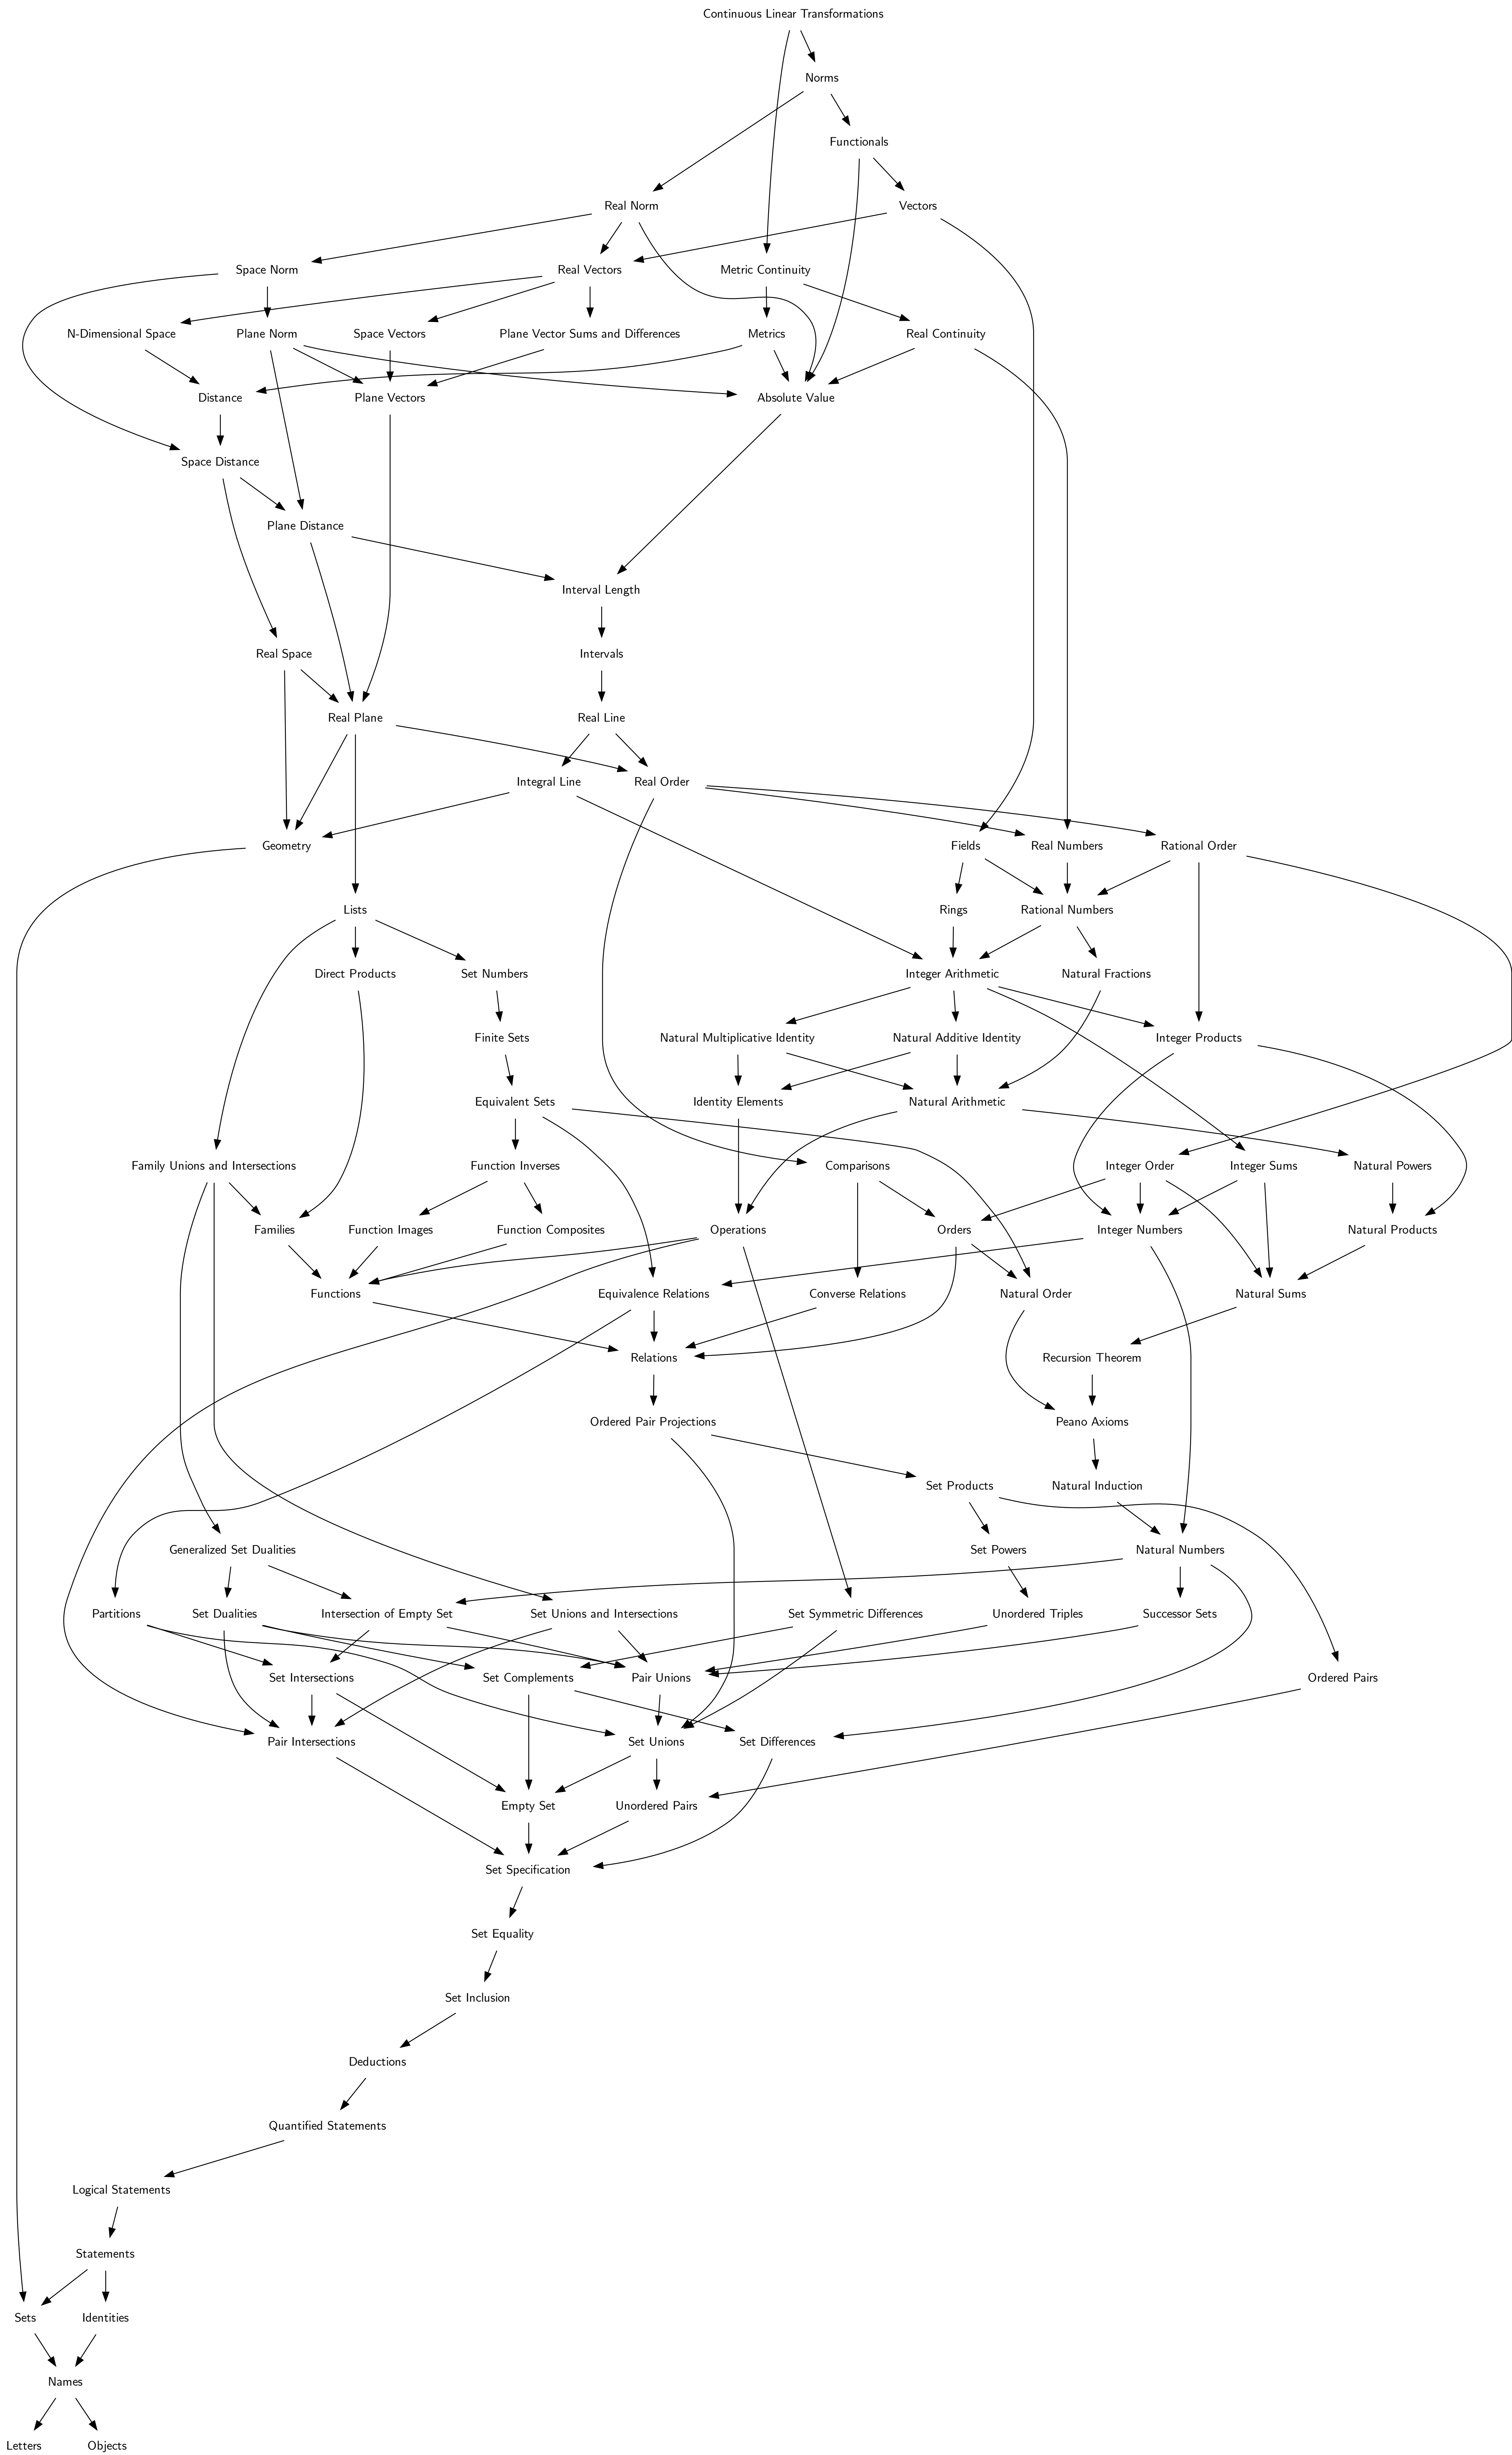 Continuous Linear Transformations
Norms
Functionals
Real Norm
Vectors
Space Norm
Real Vectors
Metric Continuity
N-Dimensional Space
Plane Norm
Space Vectors
Plane Vector Sums and Differences
Metrics
Real Continuity
Distance
Plane Vectors
Absolute Value
Space Distance
Plane Distance
Interval Length
Real Space
Intervals
Real Plane
Real Line
Integral Line
Real Order
Geometry
Fields
Real Numbers
Rational Order
Lists
Rings
Rational Numbers
Direct Products
Set Numbers
Integer Arithmetic
Natural Fractions
Finite Sets
Natural Multiplicative Identity
Natural Additive Identity
Integer Products
Equivalent Sets
Identity Elements
Natural Arithmetic
Family Unions and Intersections
Function Inverses
Comparisons
Integer Order
Integer Sums
Natural Powers
Families
Function Images
Function Composites
Operations
Orders
Integer Numbers
Natural Products
Functions
Equivalence Relations
Converse Relations
Natural Order
Natural Sums
Relations
Recursion Theorem
Ordered Pair Projections
Peano Axioms
Set Products
Natural Induction
Generalized Set Dualities
Set Powers
Natural Numbers
Partitions
Set Dualities
Intersection of Empty Set
Set Unions and Intersections
Set Symmetric Differences
Unordered Triples
Successor Sets
Set Intersections
Set Complements
Pair Unions
Ordered Pairs
Pair Intersections
Set Unions
Set Differences
Empty Set
Unordered Pairs
Set Specification
Set Equality
Set Inclusion
Deductions
Quantified Statements
Logical Statements
Statements
Sets
Identities
Names
Letters
Objects